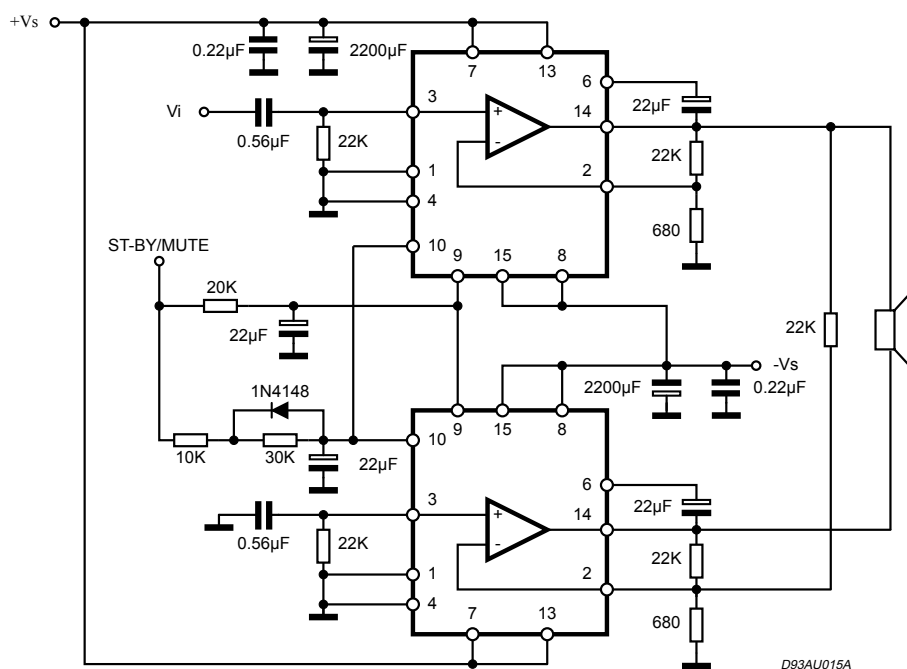 +Vs
0.22µF
2200µF
7
13
6
3
14
22µF
Vi
0.56µF
22K
+
-
22K
1
2
4
680
ST-BY/MUTE
10
9
15
8
20K
22µF
22K
-Vs
2200µF
0.22µF
1N4148
9
15
8
10
10K
30K
22µF
6
3
22µF
14
+
-
0.56µF
22K
22K
1
2
4
7
13
680
D93AU015A